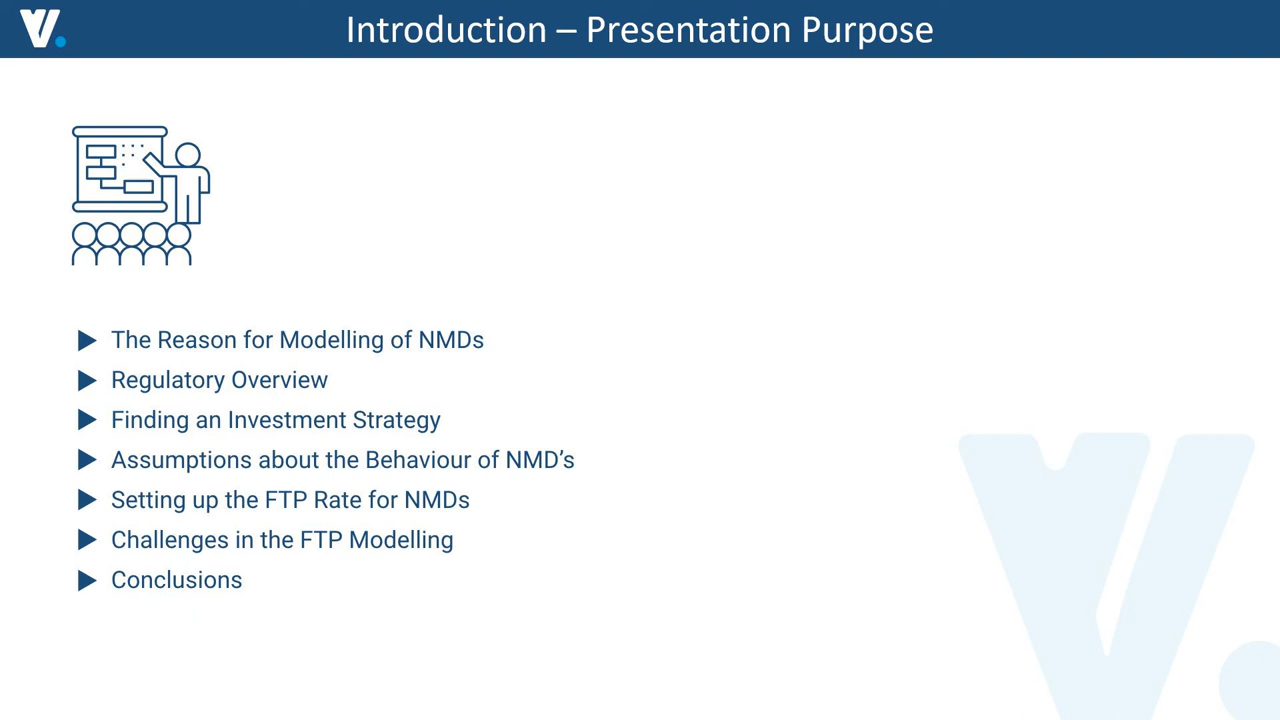 Introduction – Presentation Purpose
The Reason for Modelling of NMDs
Regulatory Overview
Finding an Investment Strategy
Assumptions about the Behaviour of NMD’s
Setting up the FTP Rate for NMDs
Challenges in the FTP Modelling
Conclusions